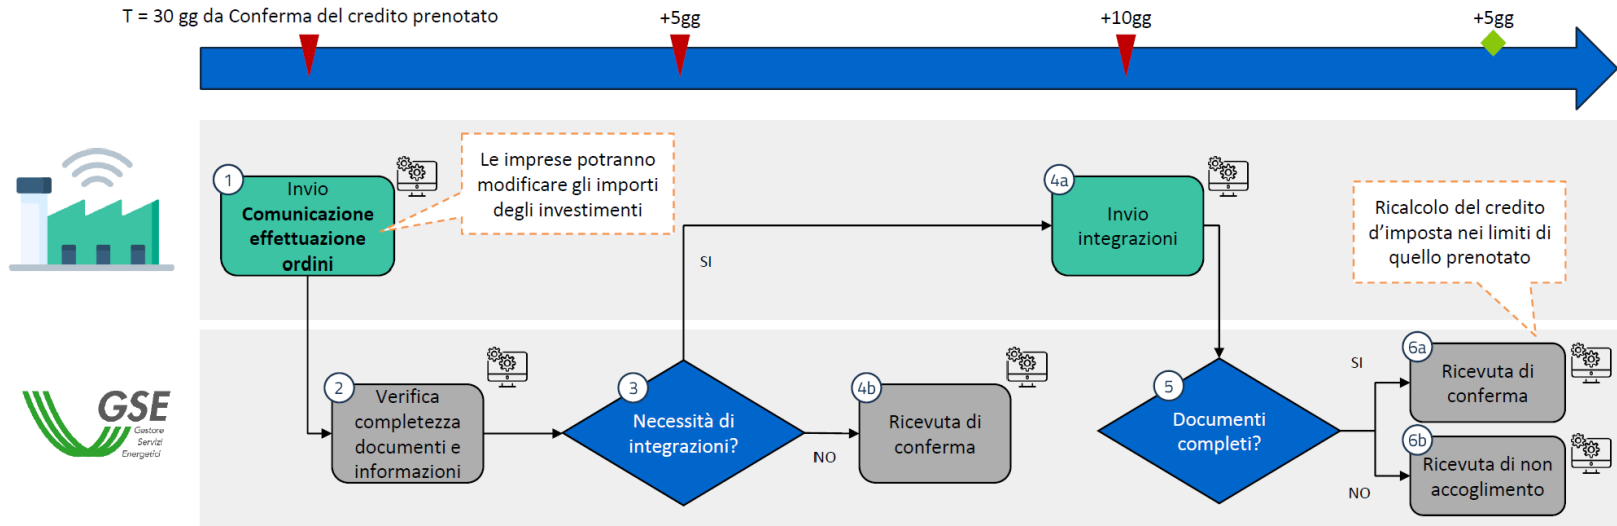 T = 30 gg da Conferma del credito prenotato
+5gg
+10gg
+5gg
1
Invio
Comunicazione
effettuazione
ordini
Le imprese potranno
modificare gli importi
degli investimenti
SI
4a
Invio
integrazioni
Ricalcolo del credito
d'imposta nei limiti di
quello prenotato
GSE
Gestore
Servizi
Energetici
2
Verifica
completezza
documenti e
informazioni
3
Necessità di
integrazioni?
NO
4b
Ricevuta di
conferma
5
Documenti
completi?
SI
6a
Ricevuta di
conferma
NO
6b
Ricevuta di non
accoglimento